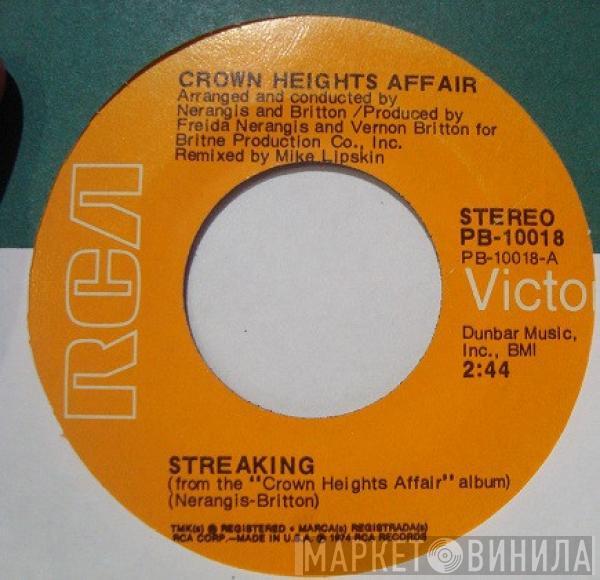 CROWN HEIGHTS AFFAIR
Arranged and conducted by
Nerangis and Britton /Produced by
Freida Nerangis and Vernon Britton for
Britne Production Co., Inc.
Remixed by Mike Lipskin
RCA
STEREO
PB-10018
PB-10018-A
Victor
Dunbar Music,
Inc., BMI
2:44
STREAKING
(from the "Crown Heights Affair" album)
(Nerangis-Britton)
TMK(s) ® REGISTERED • MARCA(s) REGISTRADA(s)
RCA CORP.—MADE IN U.S.A. ℗ 1974 RCA RECORDS
МАРКЕТ ВИНИЛА